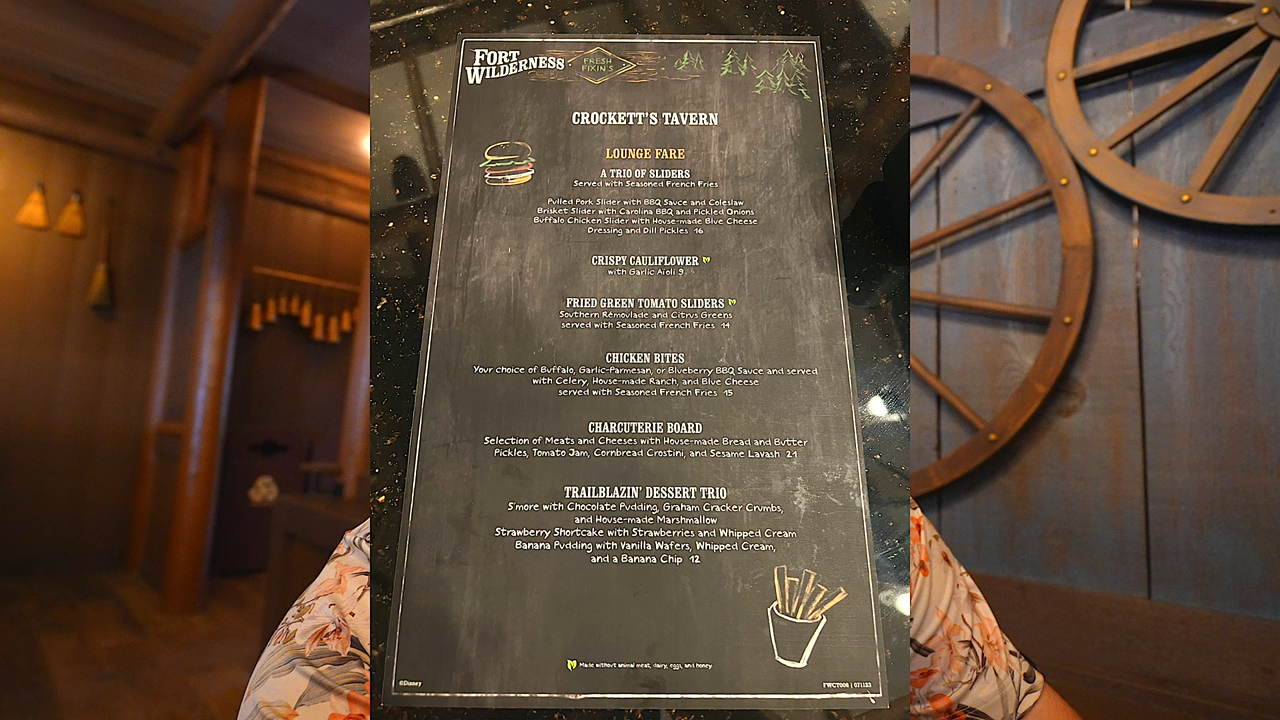 FORT
WILDERNESS
FRESH
FIXIN'S
CROCKETT'S TAVERN
LOUNGE FARE
A TRIO OF SLIDERS
Served with Seasoned French Fries
Pulled Pork Slider with BBQ Sauce and Coleslaw
Brisket Slider with Carolina BBQ and Pickled Onions
Buffalo Chicken Slider with House-made Blue Cheese
Dressing and Dill Pickles 16
CRISPY CAULIFLOWER
with Garlic Aïoli 9
FRIED GREEN TOMATO SLIDERS
Southern Rémoulade and Citrus Greens
served with Seasoned French Fries 14
CHICKEN BITES
Your choice of Buffalo, Garlic-Parmesan, or Blueberry BBQ Sauce and served
with Celery, House-made Ranch, and Blue Cheese
served with Seasoned French Fries 15
CHARCUTERIE BOARD
Selection of Meats and Cheeses with House-made Bread and Butter
Pickles, Tomato Jam, Cornbread Crostini, and Sesame Lavash 21
TRAILBLAZIN' DESSERT TRIO
S'more with Chocolate Pudding, Graham Cracker Crumbs,
and House-made Marshmallow
Strawberry Shortcake with Strawberries and Whipped Cream
Banana Pudding with Vanilla Wafers, Whipped Cream,
and a Banana Chip 12
Made without animal meat, dairy, eggs, and honey.
©Disney
FWCT006 | 071123